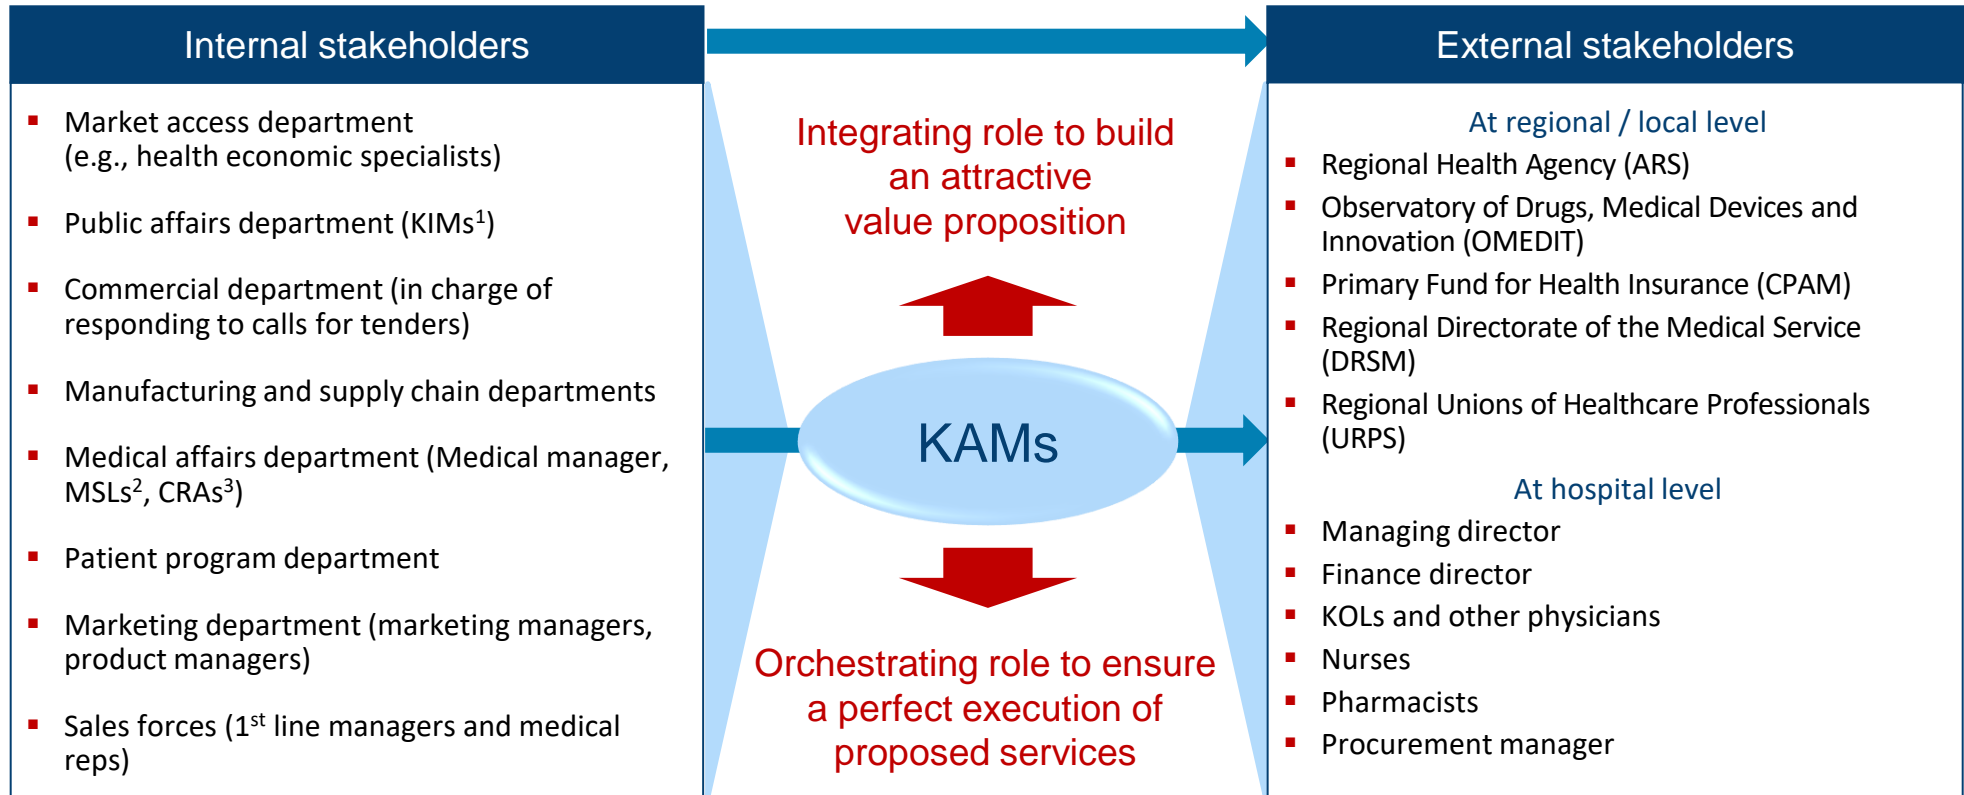 Internal stakeholders
▪ Market access department
(e.g., health economic specialists)
▪ Public affairs department (KIMs¹)
▪ Commercial department (in charge of
responding to calls for tenders)
▪ Manufacturing and supply chain departments
▪ Medical affairs department (Medical manager,
MSLs², CRAs³)
▪ Patient program department
▪ Marketing department (marketing managers,
product managers)
▪ Sales forces (1st line managers and medical
reps)
Integrating role to build
an attractive
value proposition
KAMs
Orchestrating role to ensure
a perfect execution of
proposed services
External stakeholders
At regional / local level
▪ Regional Health Agency (ARS)
▪ Observatory of Drugs, Medical Devices and
Innovation (OMEDIT)
▪ Primary Fund for Health Insurance (CPAM)
▪ Regional Directorate of the Medical Service
(DRSM)
▪ Regional Unions of Healthcare Professionals
(URPS)
At hospital level
▪ Managing director
▪ Finance director
▪ KOLs and other physicians
▪ Nurses
▪ Pharmacists
▪ Procurement manager